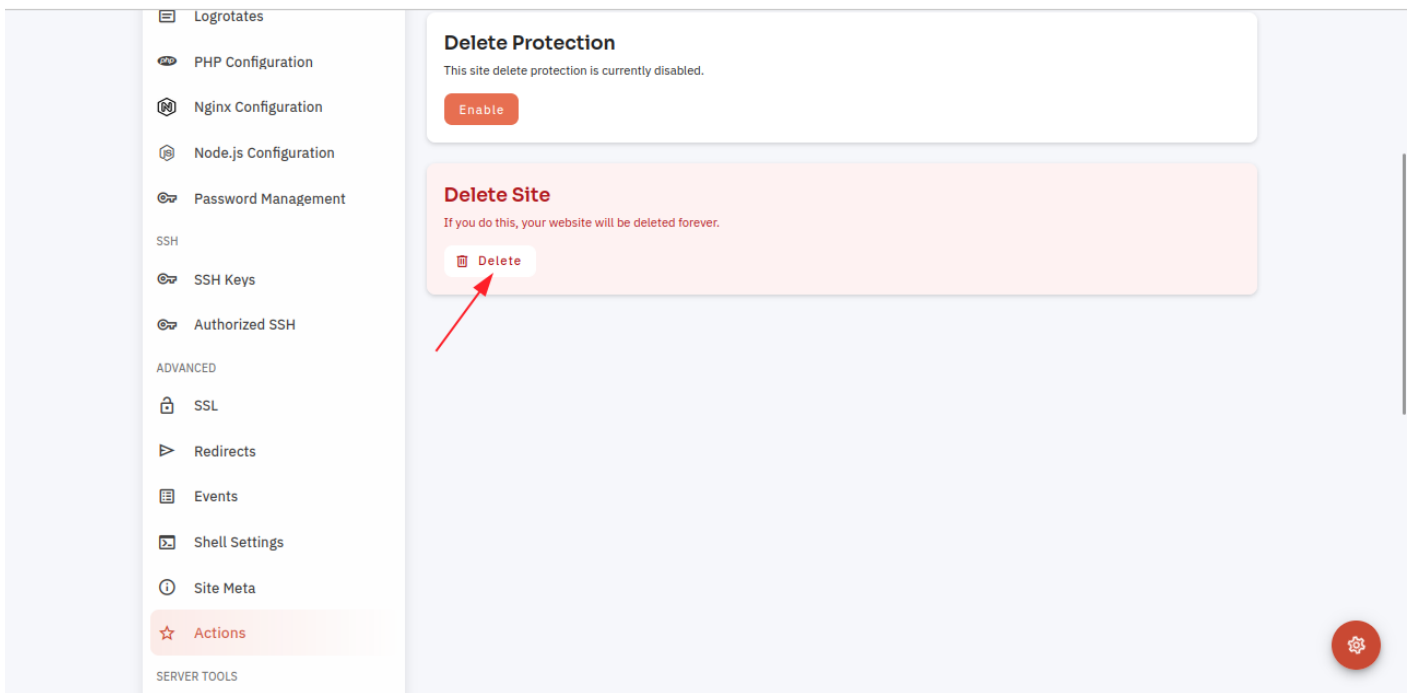 Logrotates
PHP Configuration
Nginx Configuration
Node.js Configuration
Password Management
SSH
SSH Keys
Authorized SSH
ADVANCED
SSL
Redirects
Events
Shell Settings
Site Meta
Actions
SERVER TOOLS
Delete Protection
This site delete protection is currently disabled.
Enable
Delete Site
If you do this, your website will be deleted forever.
Delete